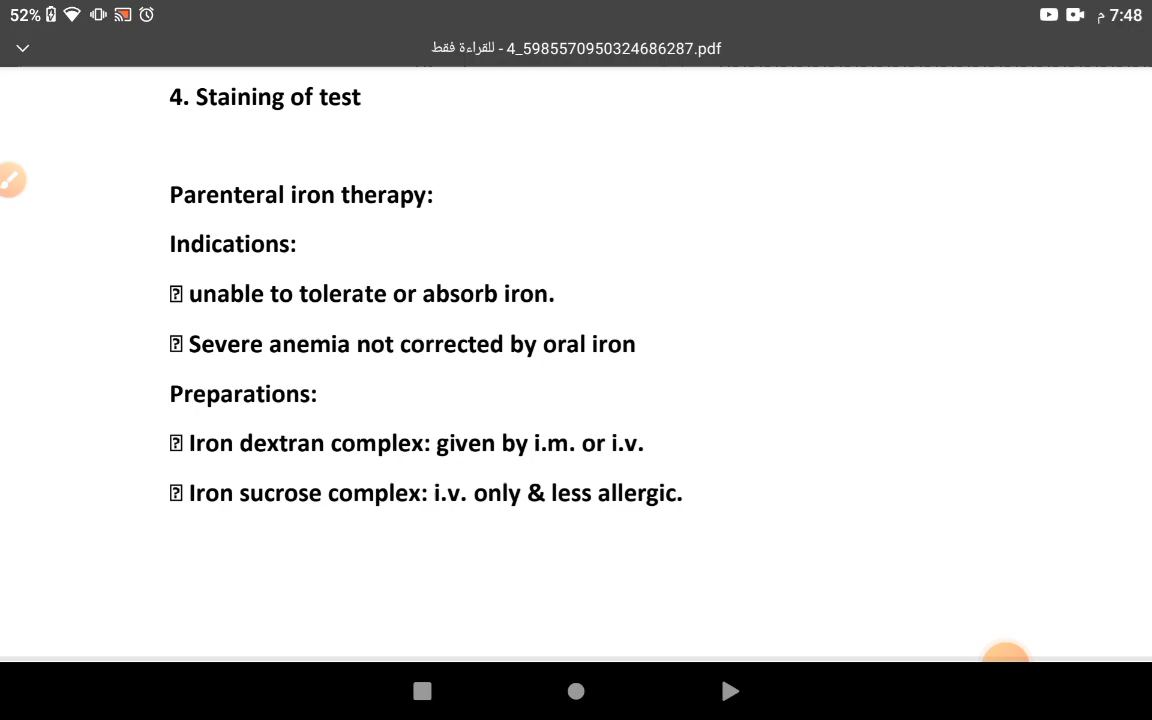 52% 7:48 م
4_5985570950324686287.pdf - للقراءة فقط
4. Staining of test
Parenteral iron therapy:
Indications:
unable to tolerate or absorb iron.
Severe anemia not corrected by oral iron
Preparations:
Iron dextran complex: given by i.m. or i.v.
Iron sucrose complex: i.v. only & less allergic.